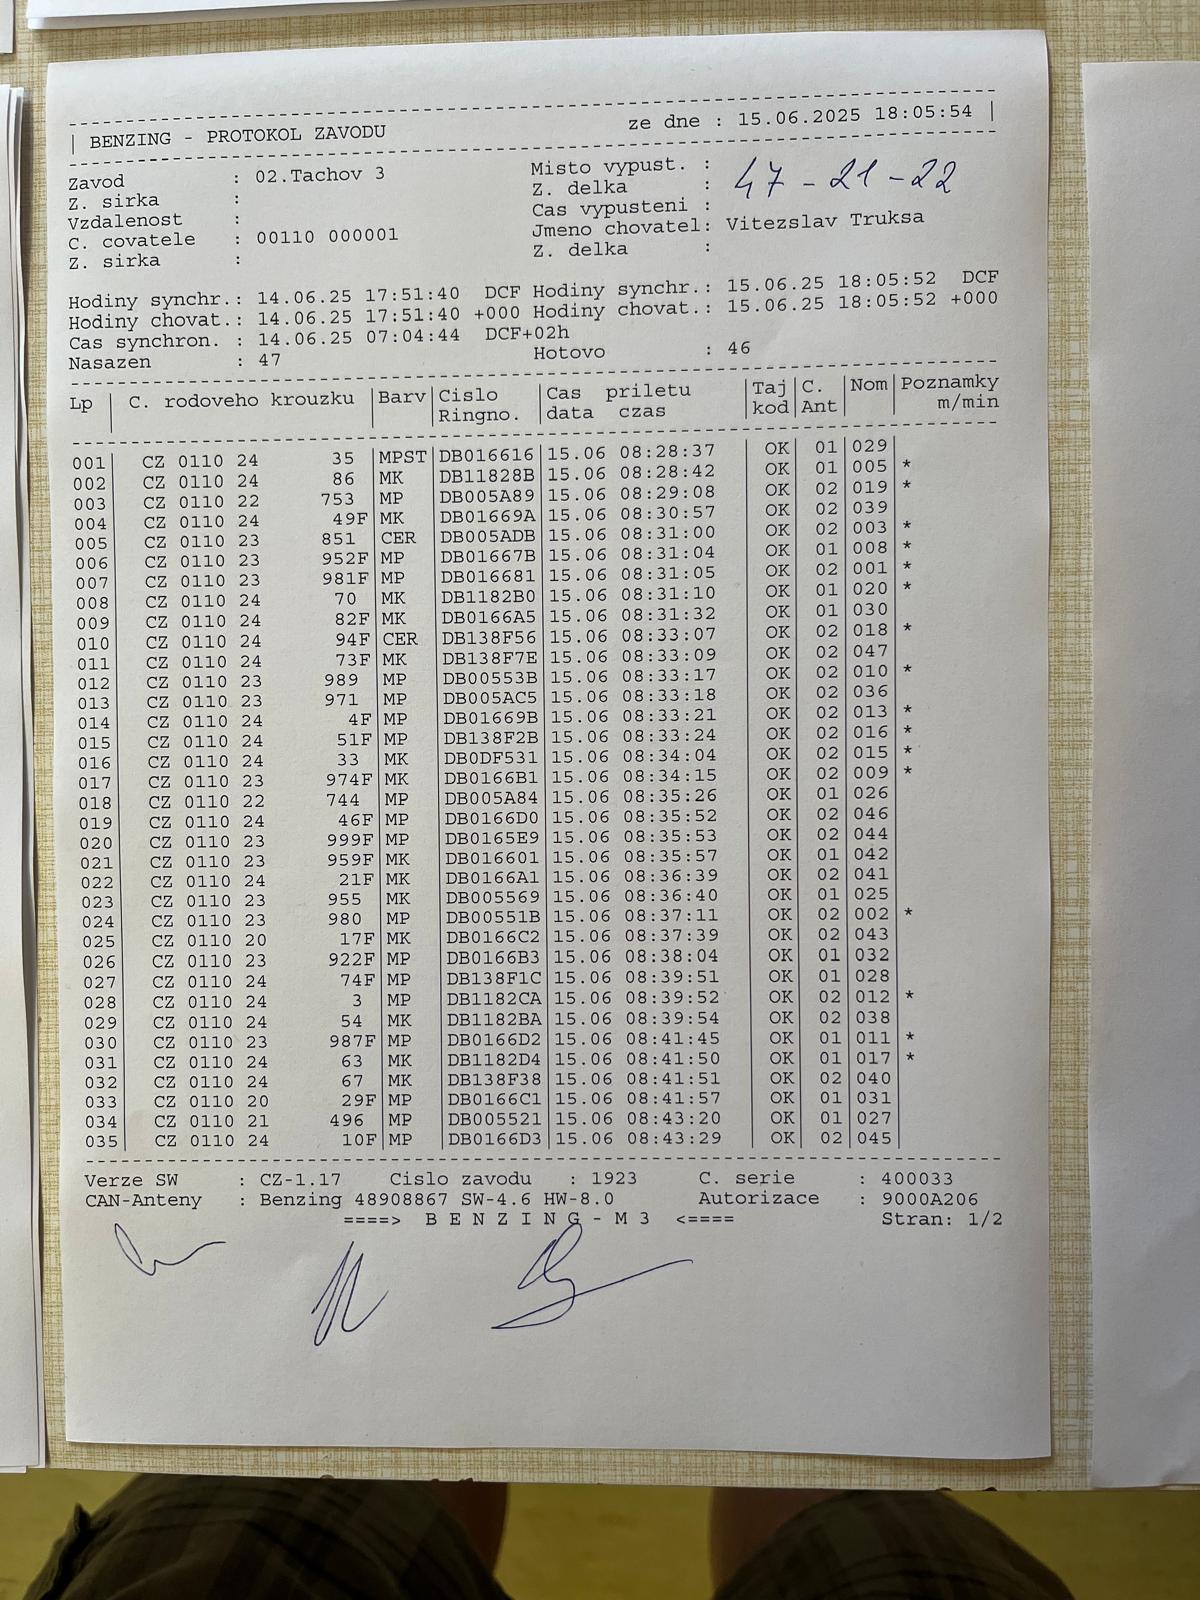 | BENZING - PROTOKOL ZAVODU ze dne : 15.06.2025 18:05:54 |
Zavod : 02.Tachov 3 Misto vypust. :
Z. sirka : Z. delka : 47-21-22
Vzdalenost : Cas vypusteni :
C. covatele : 00110 000001 Jmeno chovatel: Vitezslav Truksa
Z. sirka : Z. delka :
Hodiny synchr.: 14.06.25 17:51:40 DCF Hodiny synchr.: 15.06.25 18:05:52 DCF
Hodiny chovat.: 14.06.25 17:51:40 +000 Hodiny chovat.: 15.06.25 18:05:52 +000
Cas synchron. : 14.06.25 07:04:44 DCF+02h
Nasazen : 47 Hotovo : 46
Lp | C. rodoveho krouzku | Barv | Cislo | Cas priletu | Taj | C. | Nom | Poznamky
Ringno. | data czas | kod | Ant | m/min
001| CZ 0110 24 35 |MPST|DB016616|15.06 08:28:37 | OK| 01|029|
002| CZ 0110 24 86 |MK |DB11828B|15.06 08:28:42 | OK| 01|005|*
003| CZ 0110 22 753 |MP |DB005A89|15.06 08:29:08 | OK| 02|019|*
004| CZ 0110 24 49F|MK |DB01669A|15.06 08:30:57 | OK| 02|039|
005| CZ 0110 23 851 |CER |DB005ADB|15.06 08:31:00 | OK| 02|003|*
006| CZ 0110 23 952F|MP |DB01667B|15.06 08:31:04 | OK| 01|008|*
007| CZ 0110 23 981F|MP |DB016681|15.06 08:31:05 | OK| 02|001|*
008| CZ 0110 24 70 |MK |DB1182B0|15.06 08:31:10 | OK| 01|020|*
009| CZ 0110 24 82F|MK |DB0166A5|15.06 08:31:32 | OK| 01|030|
010| CZ 0110 24 94F|CER |DB138F56|15.06 08:33:07 | OK| 02|018|*
011| CZ 0110 24 73F|MK |DB138F7E|15.06 08:33:09 | OK| 02|047|
012| CZ 0110 23 989 |MP |DB00553B|15.06 08:33:17 | OK| 02|010|*
013| CZ 0110 23 971 |MP |DB005AC5|15.06 08:33:18 | OK| 02|036|
014| CZ 0110 24 4F|MP |DB01669B|15.06 08:33:21 | OK| 02|013|*
015| CZ 0110 24 51F|MP |DB138F2B|15.06 08:33:24 | OK| 02|016|*
016| CZ 0110 24 33 |MK |DB0DF531|15.06 08:34:04 | OK| 02|015|*
017| CZ 0110 23 974F|MK |DB0166B1|15.06 08:34:15 | OK| 02|009|*
018| CZ 0110 22 744 |MP |DB005A84|15.06 08:35:26 | OK| 01|026|
019| CZ 0110 24 46F|MP |DB0166D0|15.06 08:35:52 | OK| 02|046|
020| CZ 0110 23 999F|MP |DB0165E9|15.06 08:35:53 | OK| 02|044|
021| CZ 0110 23 959F|MK |DB016601|15.06 08:35:57 | OK| 01|042|
022| CZ 0110 24 21F|MK |DB0166A1|15.06 08:36:39 | OK| 02|041|
023| CZ 0110 23 955 |MK |DB005569|15.06 08:36:40 | OK| 01|025|
024| CZ 0110 23 980 |MP |DB00551B|15.06 08:37:11 | OK| 02|002|*
025| CZ 0110 20 17F|MK |DB0166C2|15.06 08:37:39 | OK| 02|043|
026| CZ 0110 23 922F|MP |DB0166B3|15.06 08:38:04 | OK| 01|032|
027| CZ 0110 24 74F|MP |DB138F1C|15.06 08:39:51 | OK| 01|028|
028| CZ 0110 24 3 |MP |DB1182CA|15.06 08:39:52 | OK| 02|012|*
029| CZ 0110 24 54 |MK |DB1182BA|15.06 08:39:54 | OK| 02|038|
030| CZ 0110 23 987F|MP |DB0166D2|15.06 08:41:45 | OK| 01|011|*
031| CZ 0110 24 63 |MK |DB1182D4|15.06 08:41:50 | OK| 01|017|*
032| CZ 0110 24 67 |MK |DB138F38|15.06 08:41:51 | OK| 02|040|
033| CZ 0110 20 29F|MP |DB0166C1|15.06 08:41:57 | OK| 01|031|
034| CZ 0110 21 496 |MP |DB005521|15.06 08:43:20 | OK| 01|027|
035| CZ 0110 24 10F|MP |DB0166D3|15.06 08:43:29 | OK| 02|045|
Verze SW : CZ-1.17 Cislo zavodu : 1923 C. serie : 400033
CAN-Anteny : Benzing 48908867 SW-4.6 HW-8.0 Autorizace : 9000A206
====> B E N Z I N G - M 3 <==== Stran: 1/2